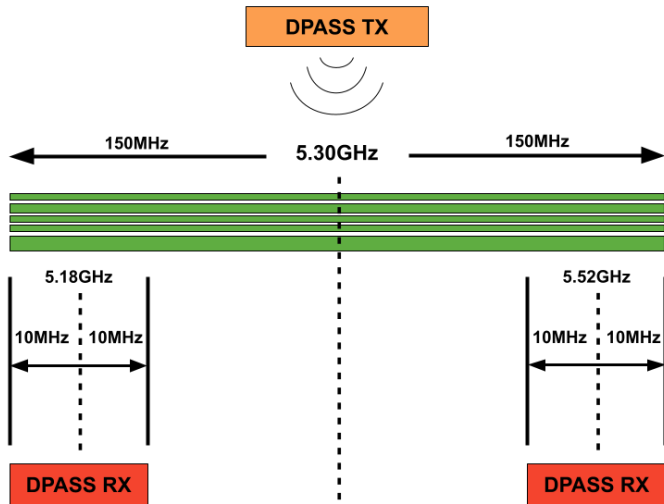 DPASS TX
150MHz
5.30GHz
150MHz
5.18GHz
5.52GHz
10MHz 10MHz
10MHz 10MHz
DPASS RX
DPASS RX